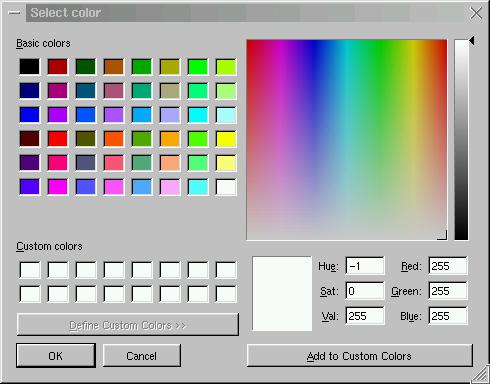 Select color
Basic colors
Custom colors
Define Custom Colors >>
OK
Cancel
Hue: -1
Red: 255
Sat: 0
Green: 255
Val: 255
Blue: 255
Add to Custom Colors